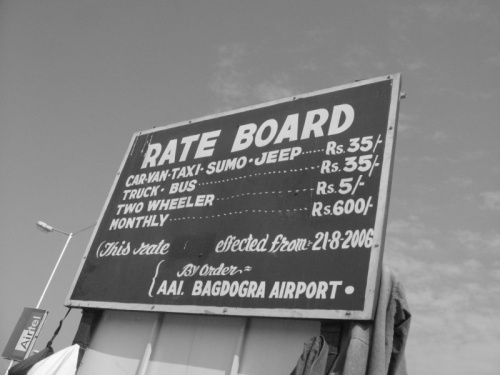 RATE BOARD
CAR·VAN·TAXI·SUMO·JEEP......Rs.35/-
TRUCK·BUS..................Rs.35/-
TWO WHEELER...............Rs.5/-
MONTHLY...................Rs.600/-
(This rate effected from-21-8-2006
By Order=
A.A.I. BAGDOGRA AIRPORT •
Airtel